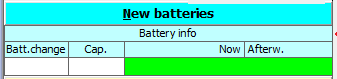 New batteries
Battery info
Batt.change Cap. Now Afterw.